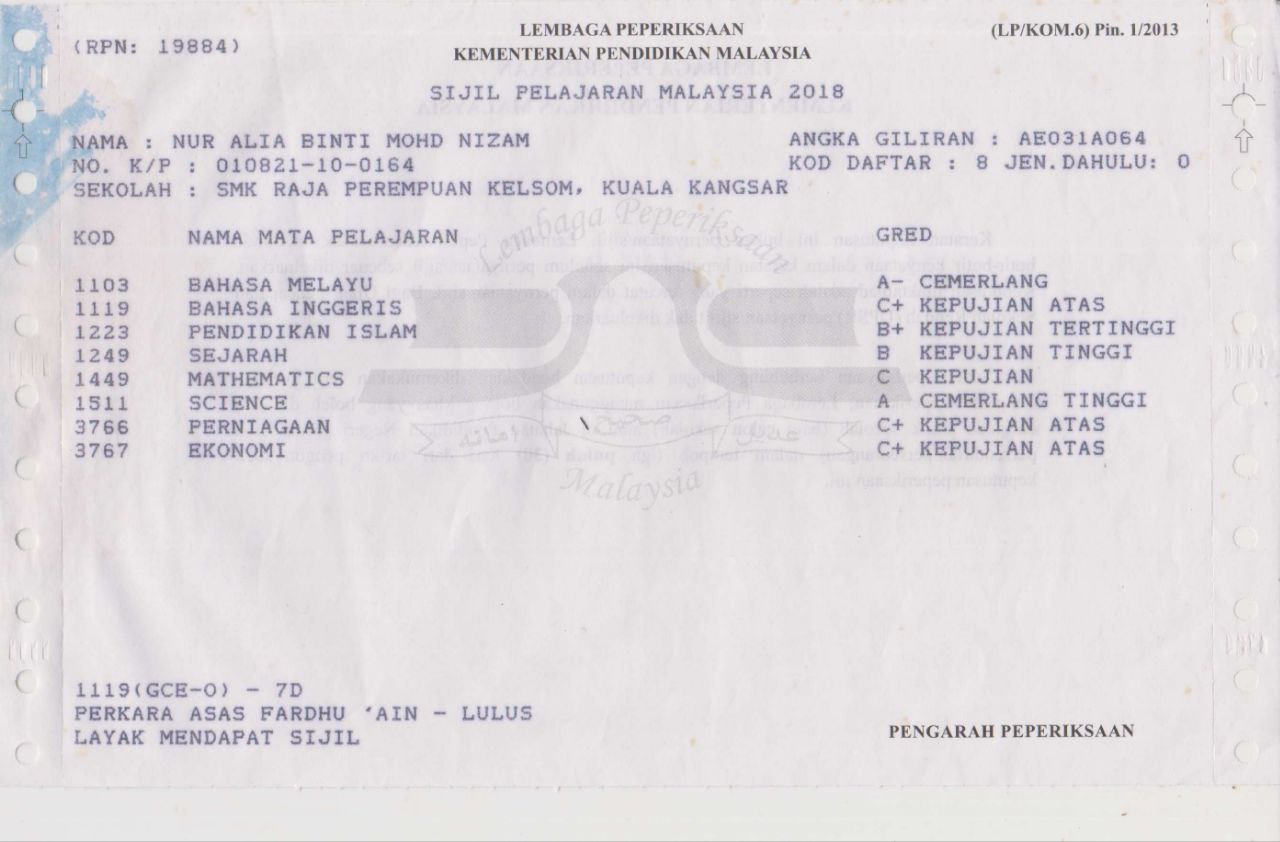 LEMBAGA PEPERIKSAAN
(LP/KOM.6) Pin. 1/2013
(RPN: 19884)
KEMENTERIAN PENDIDIKAN MALAYSIA
SIJIL PELAJARAN MALAYSIA 2018
NAMA : NUR ALIA BINTI MOHD NIZAM ANGKA GILIRAN : AE031A064
NO. K/P : 010821-10-0164 KOD DAFTAR : 8 JEN.DAHULU: 0
SEKOLAH : SMK RAJA PEREMPUAN KELSOM, KUALA KANGSAR
KOD NAMA MATA PELAJARAN GRED
1103 BAHASA MELAYU A- CEMERLANG
1119 BAHASA INGGERIS C+ KEPUJIAN ATAS
1223 PENDIDIKAN ISLAM B+ KEPUJIAN TERTINGGI
1249 SEJARAH B KEPUJIAN TINGGI
1449 MATHEMATICS C KEPUJIAN
1511 SCIENCE A CEMERLANG TINGGI
3766 PERNIAGAAN C+ KEPUJIAN ATAS
3767 EKONOMI C+ KEPUJIAN ATAS
Lembaga Peperiksaan
Malaysia
1119(GCE-O) - 7D
PERKARA ASAS FARDHU 'AIN - LULUS
LAYAK MENDAPAT SIJIL
PENGARAH PEPERIKSAAN